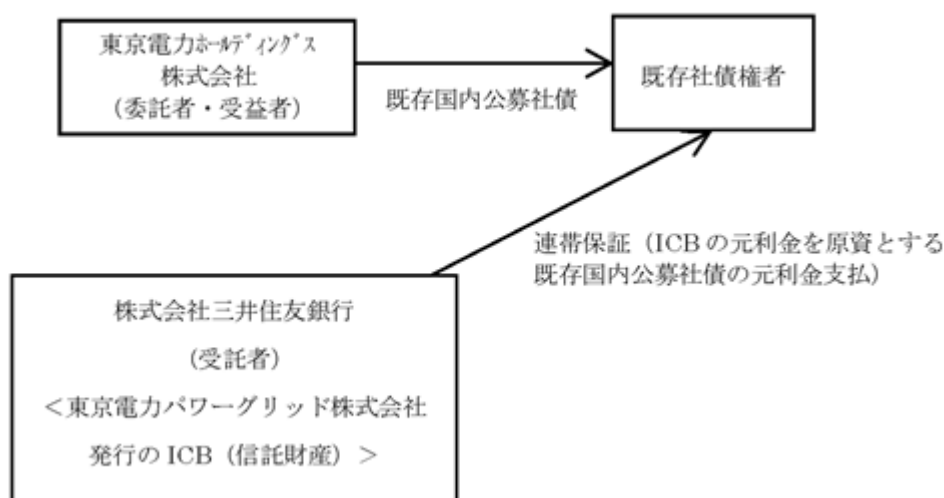 東京電力ﾎｰﾙﾃﾞｨﾝｸﾞｽ
株式会社
（委託者・受益者）
既存国内公募社債
既存社債権者
連帯保証（ICB の元利金を原資とする
既存国内公募社債の元利金支払）
株式会社三井住友銀行
（受託者）
＜東京電力パワーグリッド株式会社
発行の ICB（信託財産）＞